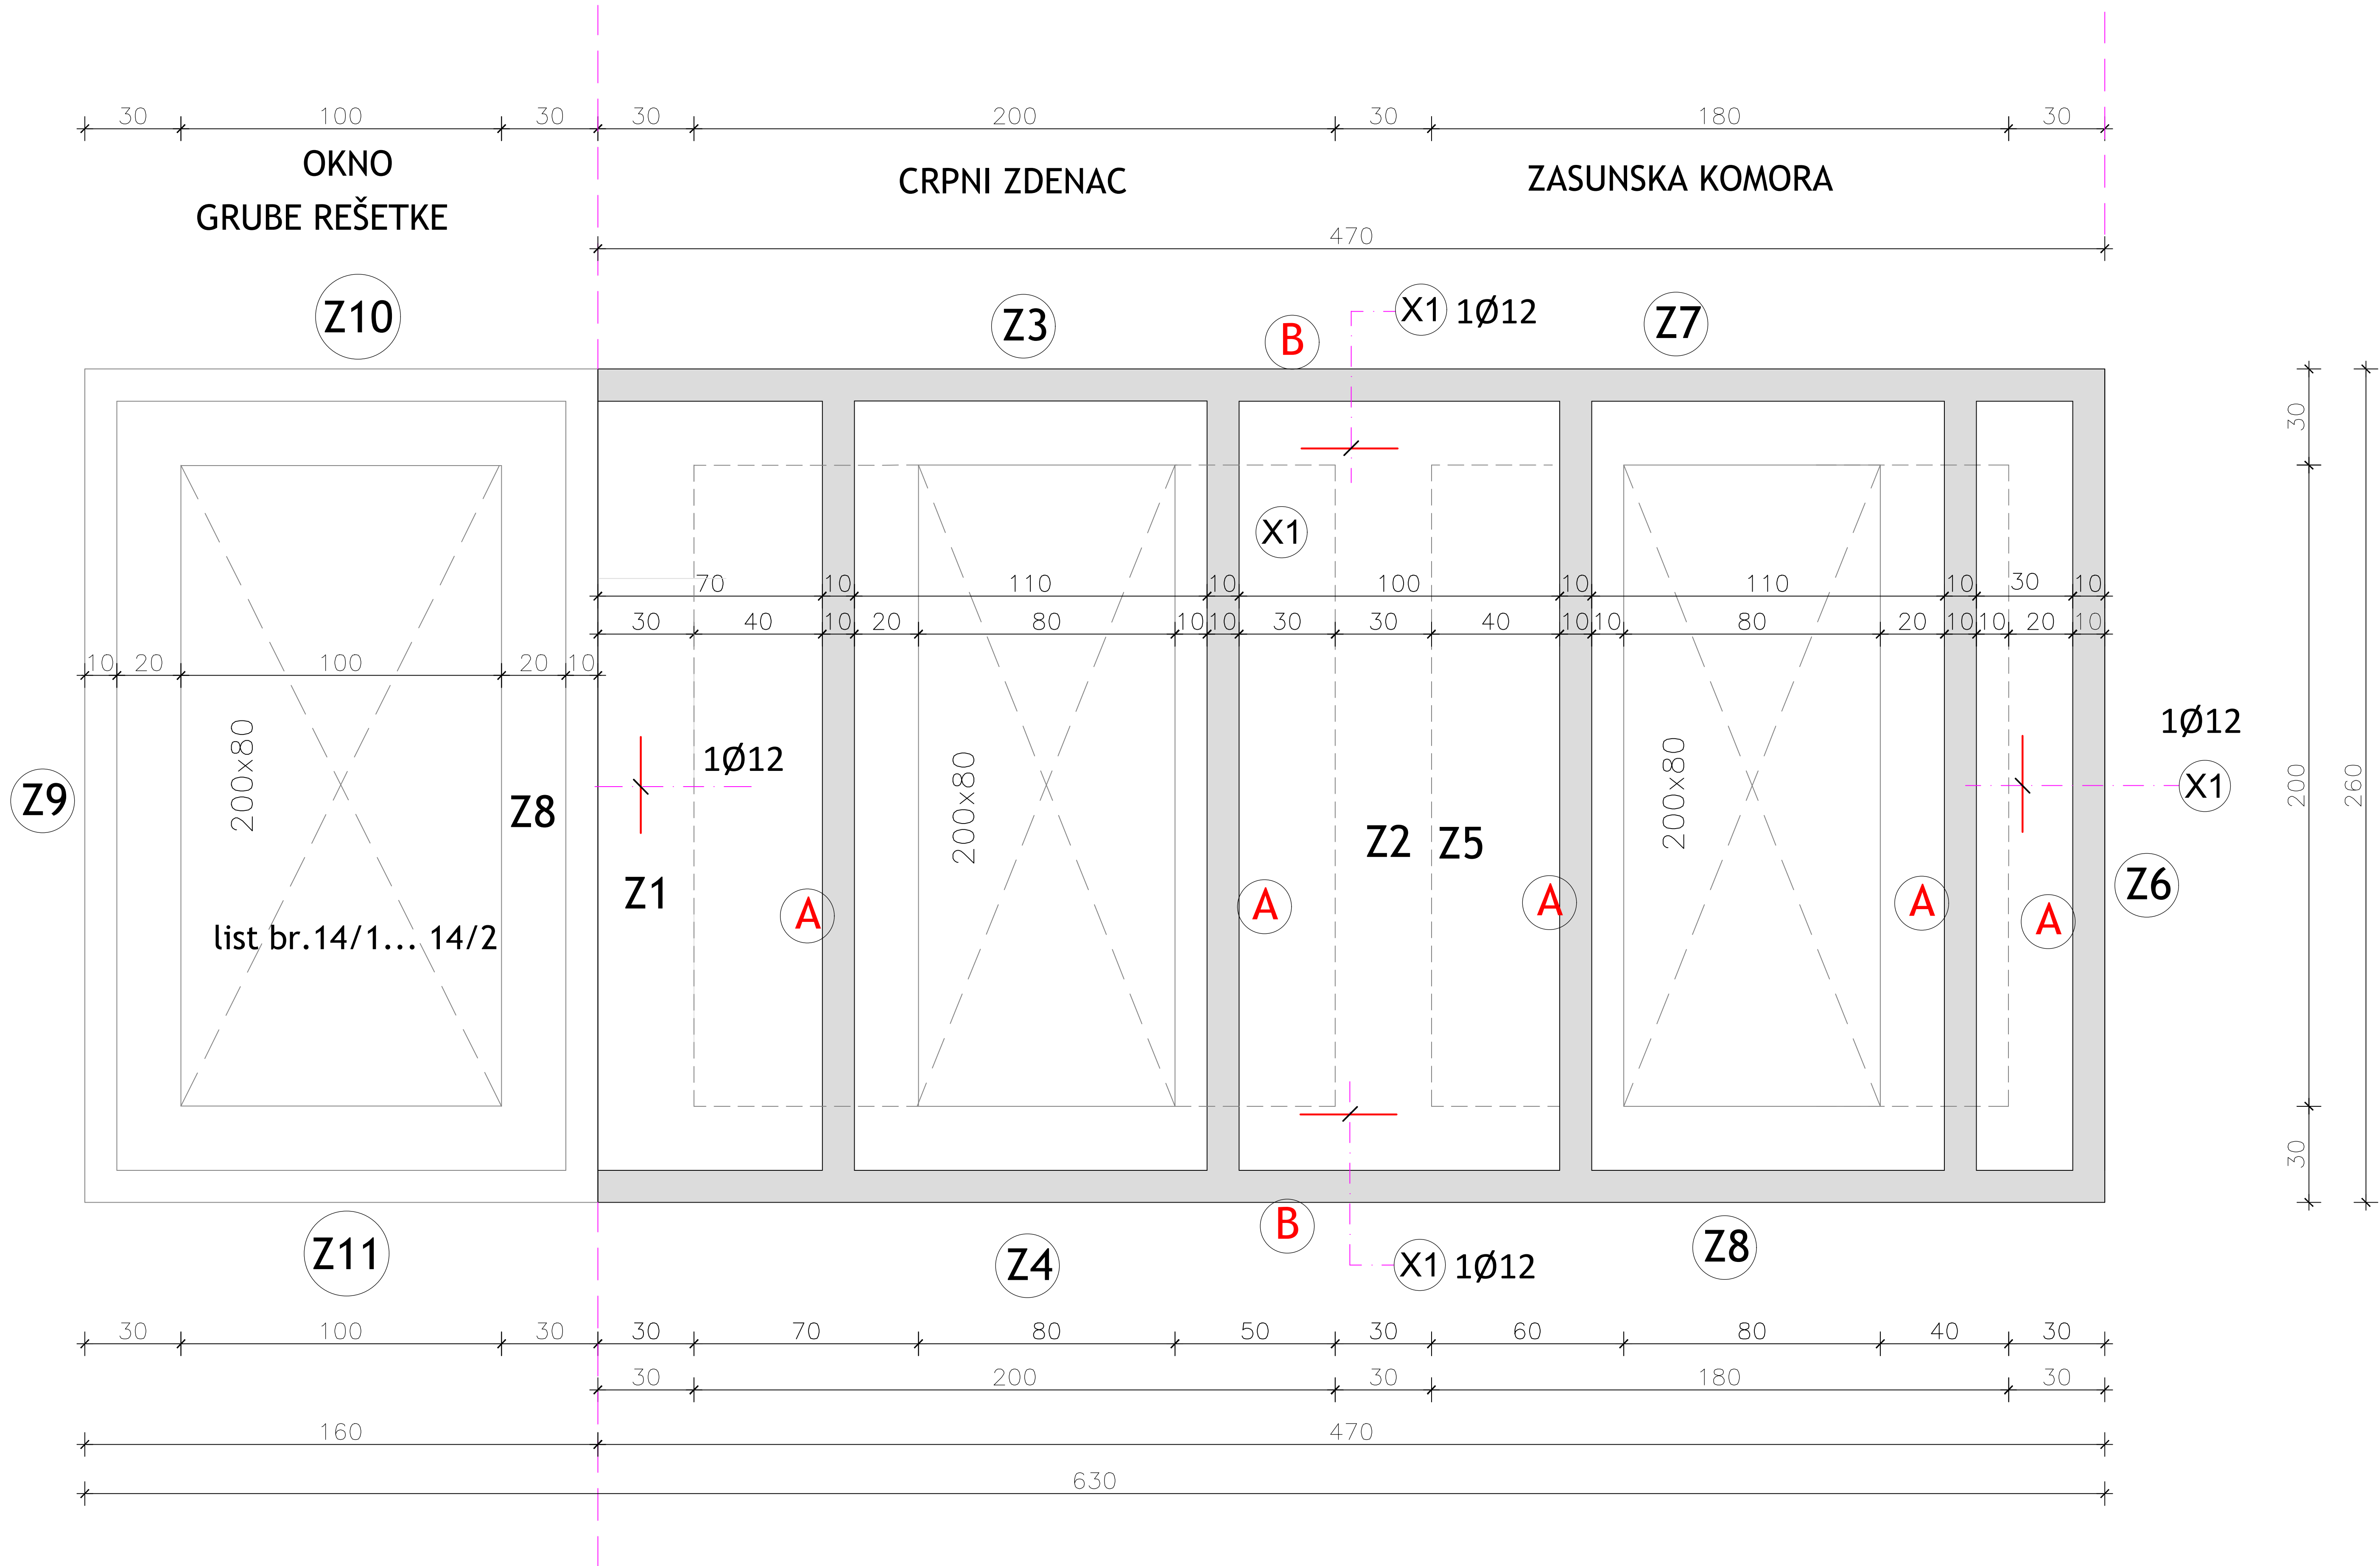 30 100 30 30 200 30 180 30
OKNO
GRUBE REŠETKE
CRPNI ZDENAC
ZASUNSKA KOMORA
470
Z10
Z3
B
X1 1Ø12
Z7
30
X1
70 10 110 10 100 10 110 10 30 10
30 40 10 20 80 10 10 30 30 40 10 10 80 20 10 10 20 10
10 20 100 20 10
200x80
200x80
200x80
1Ø12
1Ø12
X1
200
260
Z9
Z8
Z1
Z2 Z5
Z6
A
A
A
A
A
list br.14/1... 14/2
30
B
Z11
Z4
X1 1Ø12
Z8
30 100 30 30 70 80 50 30 60 80 40 30
30 200 30 180 30
160 470
630